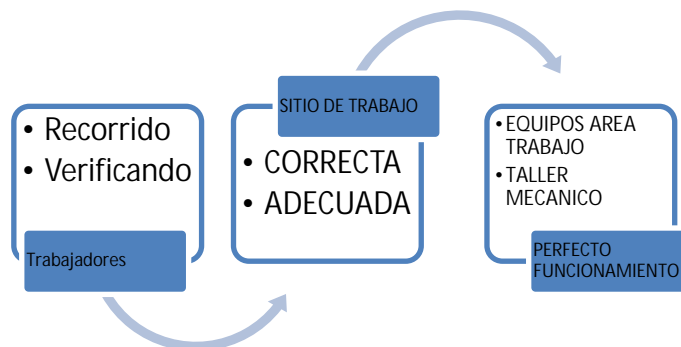 • Recorrido
• Verificando
Trabajadores
SITIO DE TRABAJO
• CORRECTA
• ADECUADA
• EQUIPOS AREA
TRABAJO
• TALLER
MECANICO
PERFECTO
FUNCIONAMIENTO